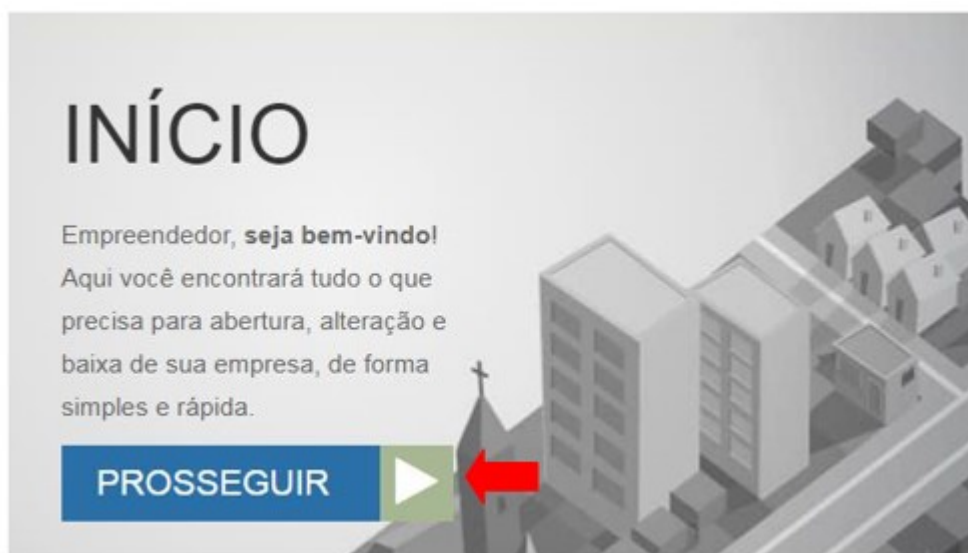 INÍCIO
Empreendedor, seja bem-vindo!
Aqui você encontrará tudo o que
precisa para abertura, alteração e
baixa de sua empresa, de forma
simples e rápida.
PROSSEGUIR